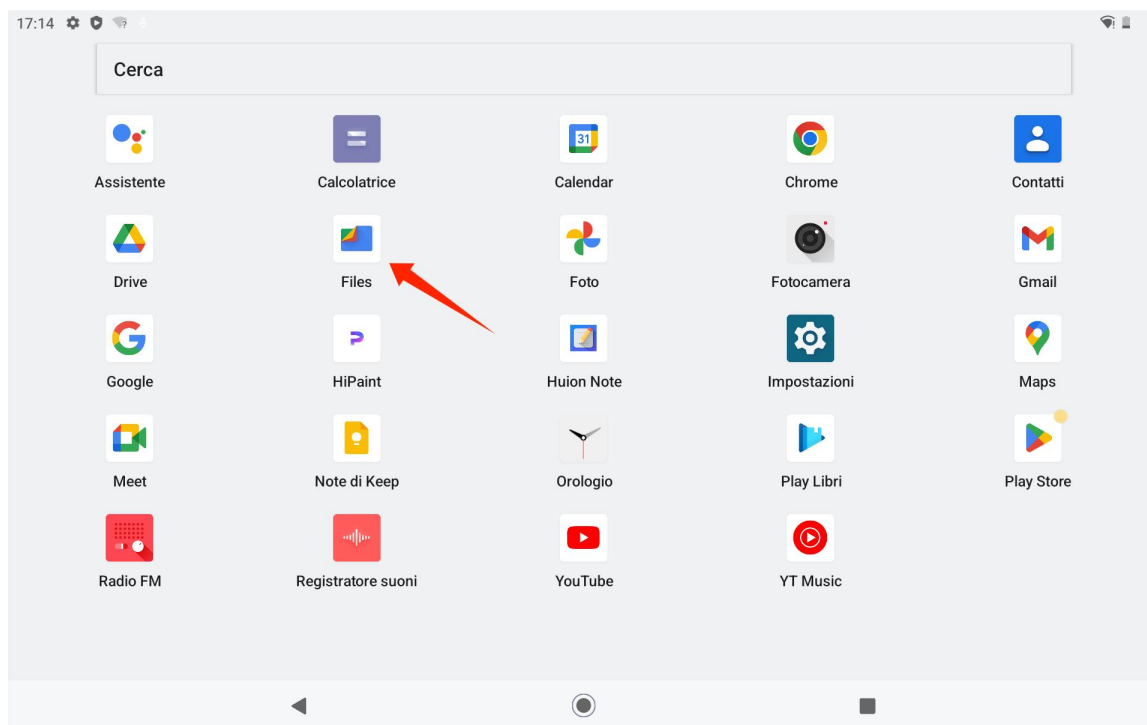 17:14
Cerca
31
Assistente Calcolatrice Calendar Chrome Contatti
Drive Files Foto Fotocamera Gmail
Google HiPaint Huion Note Impostazioni Maps
Meet Note di Keep Orologio Play Libri Play Store
Radio FM Registratore suoni YouTube YT Music